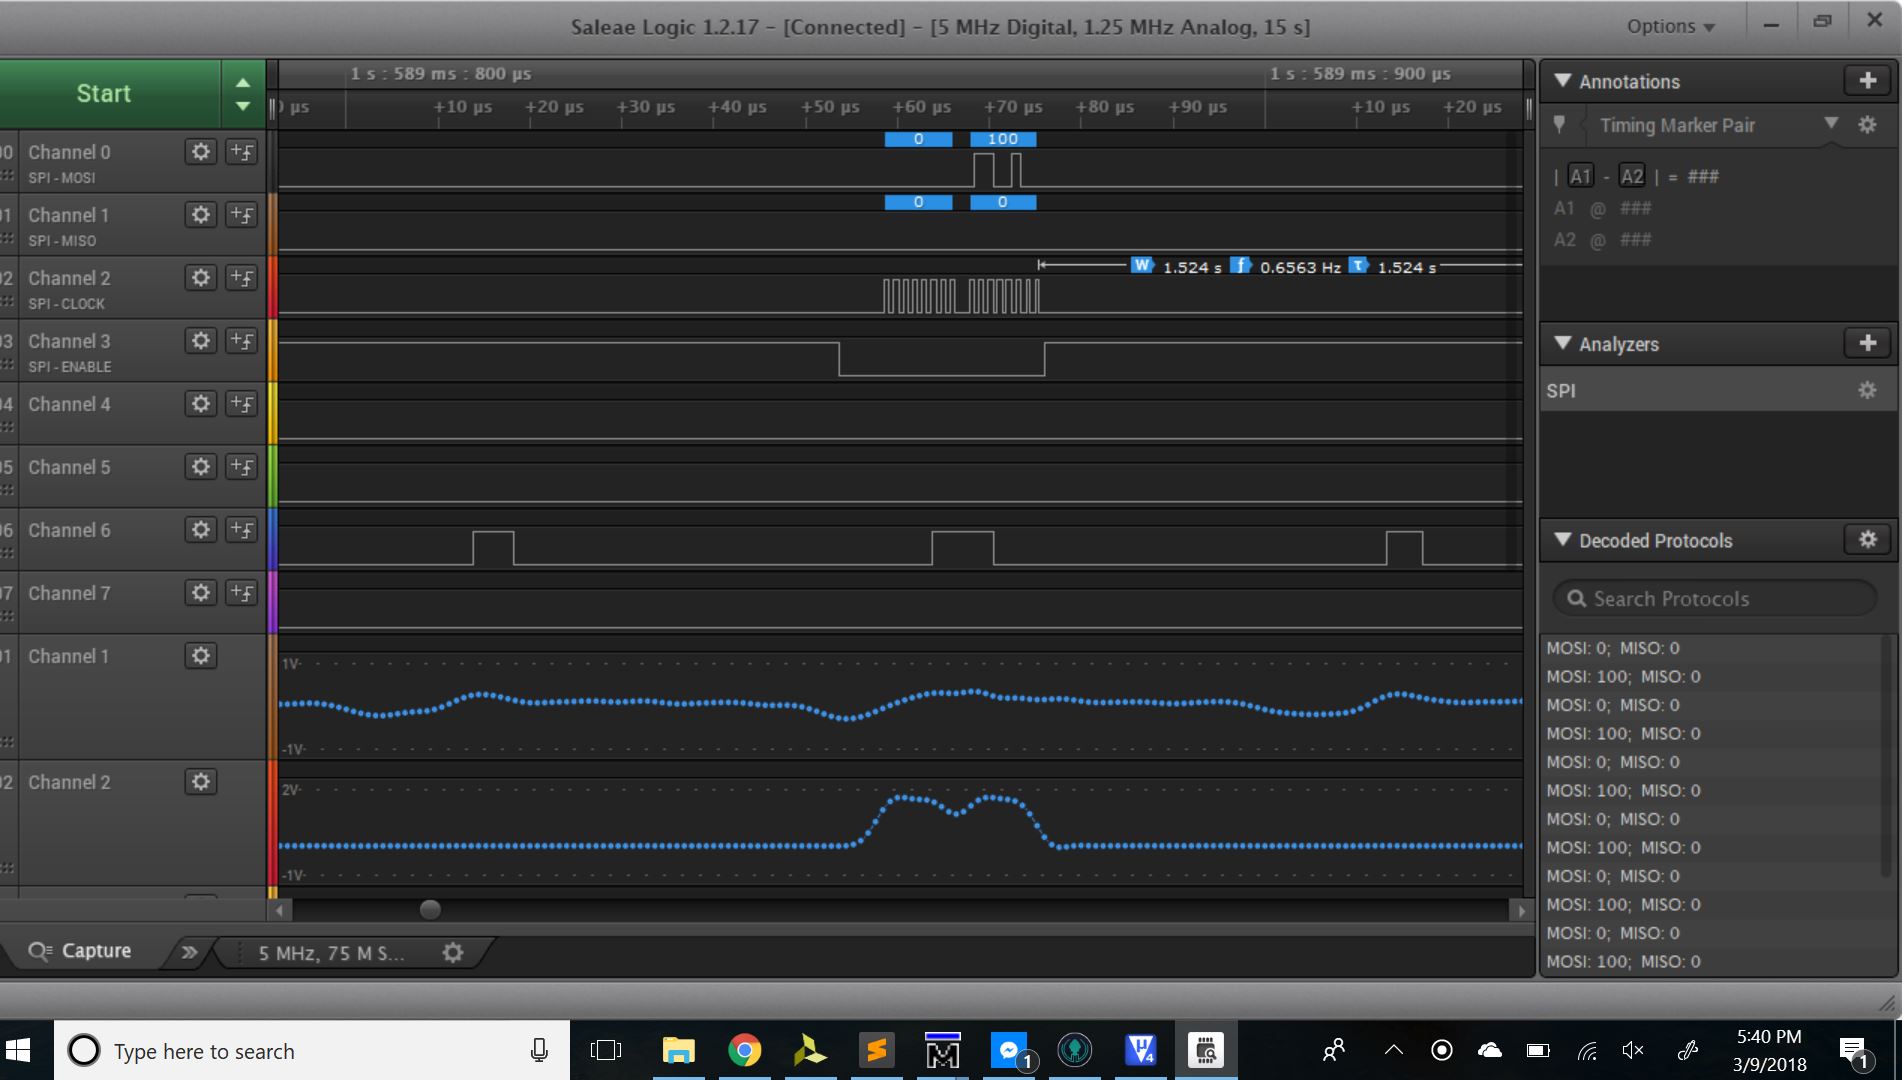 Saleae Logic 1.2.17 - [Connected] - [5 MHz Digital, 1.25 MHz Analog, 15 s]
Options
Start
1 s : 589 ms : 800 µs
1 s : 589 ms : 900 µs
0 µs
+10 µs
+20 µs
+30 µs
+40 µs
+50 µs
+60 µs
+70 µs
+80 µs
+90 µs
+10 µs
+20 µs
00 Channel 0
SPI - MOSI
0
100
01 Channel 1
SPI - MISO
0
0
02 Channel 2
SPI - CLOCK
W 1.524 s f 0.6563 Hz T 1.524 s
03 Channel 3
SPI - ENABLE
04 Channel 4
05 Channel 5
06 Channel 6
07 Channel 7
01 Channel 1
1V
-1V
02 Channel 2
2V
-1V
Capture
5 MHz, 75 M S...
Annotations
Timing Marker Pair
| A1 - A2 | = ###
A1 @ ###
A2 @ ###
Analyzers
SPI
Decoded Protocols
Search Protocols
MOSI: 0; MISO: 0
MOSI: 100; MISO: 0
MOSI: 0; MISO: 0
MOSI: 100; MISO: 0
MOSI: 0; MISO: 0
MOSI: 100; MISO: 0
MOSI: 0; MISO: 0
MOSI: 100; MISO: 0
MOSI: 0; MISO: 0
MOSI: 100; MISO: 0
MOSI: 0; MISO: 0
MOSI: 100; MISO: 0
Type here to search
M
1
µ4
5:40 PM
3/9/2018
1